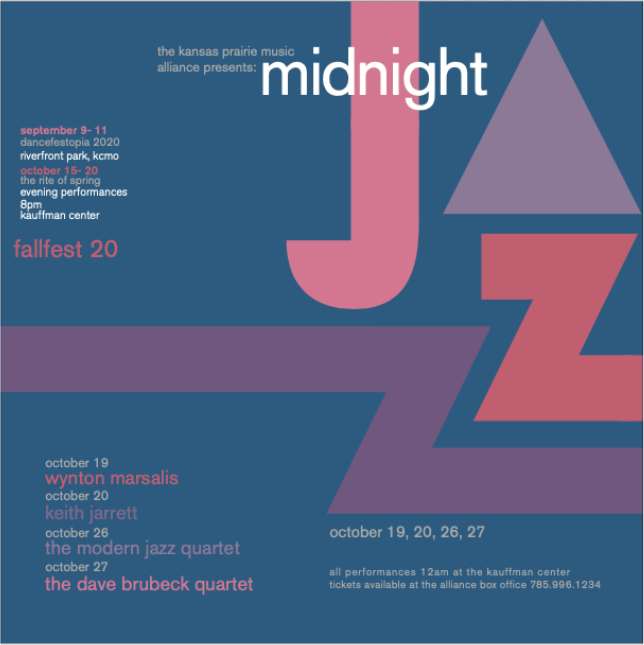 the kansas prairie music
alliance presents:
midnight
JAZZ
september 9- 11
dancefestopia 2020
riverfront park, kcmo
october 15- 20
the rite of spring
evening performances
8pm
kauffman center
fallfest 20
october 19
wynton marsalis
october 20
keith jarrett
october 26
the modern jazz quartet
october 27
the dave brubeck quartet
october 19, 20, 26, 27
all performances 12am at the kauffman center
tickets available at the alliance box office 785.996.1234